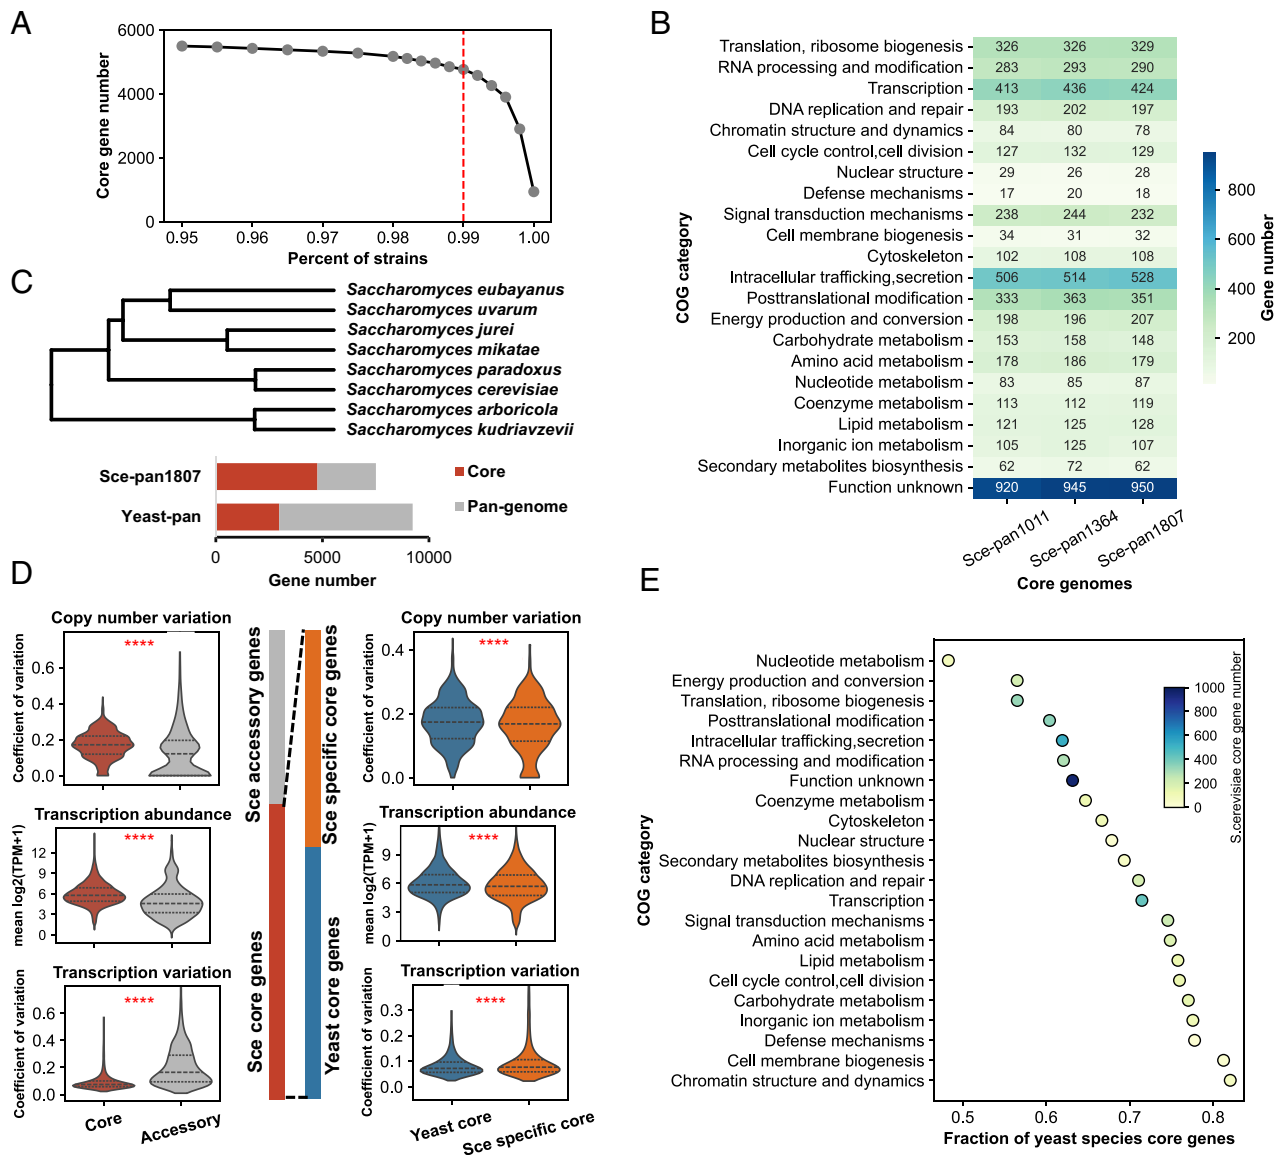 A
6000
4000
2000
0
Core gene number
0.95 0.96 0.97 0.98 0.99 1.00
Percent of strains
B
COG category
Translation, ribosome biogenesis 326 326 329
RNA processing and modification 283 293 290
Transcription 413 436 424
DNA replication and repair 193 202 197
Chromatin structure and dynamics 84 80 78
Cell cycle control,cell division 127 132 129
Nuclear structure 29 26 28
Defense mechanisms 17 20 18
Signal transduction mechanisms 238 244 232
Cell membrane biogenesis 34 31 32
Cytoskeleton 102 108 108
Intracellular trafficking,secretion 506 514 528
Posttranslational modification 333 363 351
Energy production and conversion 198 196 207
Carbohydrate metabolism 153 158 148
Amino acid metabolism 178 186 179
Nucleotide metabolism 83 85 87
Coenzyme metabolism 113 112 119
Lipid metabolism 121 125 128
Inorganic ion metabolism 105 125 107
Secondary metabolites biosynthesis 62 72 62
Function unknown 920 945 950
Sce-pan1011 Sce-pan1364 Sce-pan1807
Core genomes
800
600
400
200
Gene number
C
Saccharomyces eubayanus
Saccharomyces uvarum
Saccharomyces jurei
Saccharomyces mikatae
Saccharomyces paradoxus
Saccharomyces cerevisiae
Saccharomyces arboricola
Saccharomyces kudriavzevii
Sce-pan1807
Yeast-pan
Core
Pan-genome
0 5000 10000
Gene number
D
Copy number variation
Coefficient of variation
0.6
0.4
0.2
0.0
****
Transcription abundance
mean log2(TPM+1)
12
9
6
3
0
****
Transcription variation
Coefficient of variation
0.6
0.4
0.2
0.0
****
Core Accessory
Sce accessory genes
Sce core genes
Sce specific core genes
Yeast core genes
Copy number variation
Coefficient of variation
0.4
0.2
0.0
****
Transcription abundance
mean log2(TPM+1)
9
6
3
0
****
Transcription variation
Coefficient of variation
0.3
0.2
0.1
0.0
****
Yeast core Sce specific core
E
COG category
Nucleotide metabolism
Energy production and conversion
Translation, ribosome biogenesis
Posttranslational modification
Intracellular trafficking,secretion
RNA processing and modification
Function unknown
Coenzyme metabolism
Cytoskeleton
Nuclear structure
Secondary metabolites biosynthesis
DNA replication and repair
Transcription
Signal transduction mechanisms
Amino acid metabolism
Lipid metabolism
Cell cycle control,cell division
Carbohydrate metabolism
Inorganic ion metabolism
Defense mechanisms
Cell membrane biogenesis
Chromatin structure and dynamics
0.5 0.6 0.7 0.8
Fraction of yeast species core genes
1000
800
600
400
200
0
S.cerevisiae core gene number